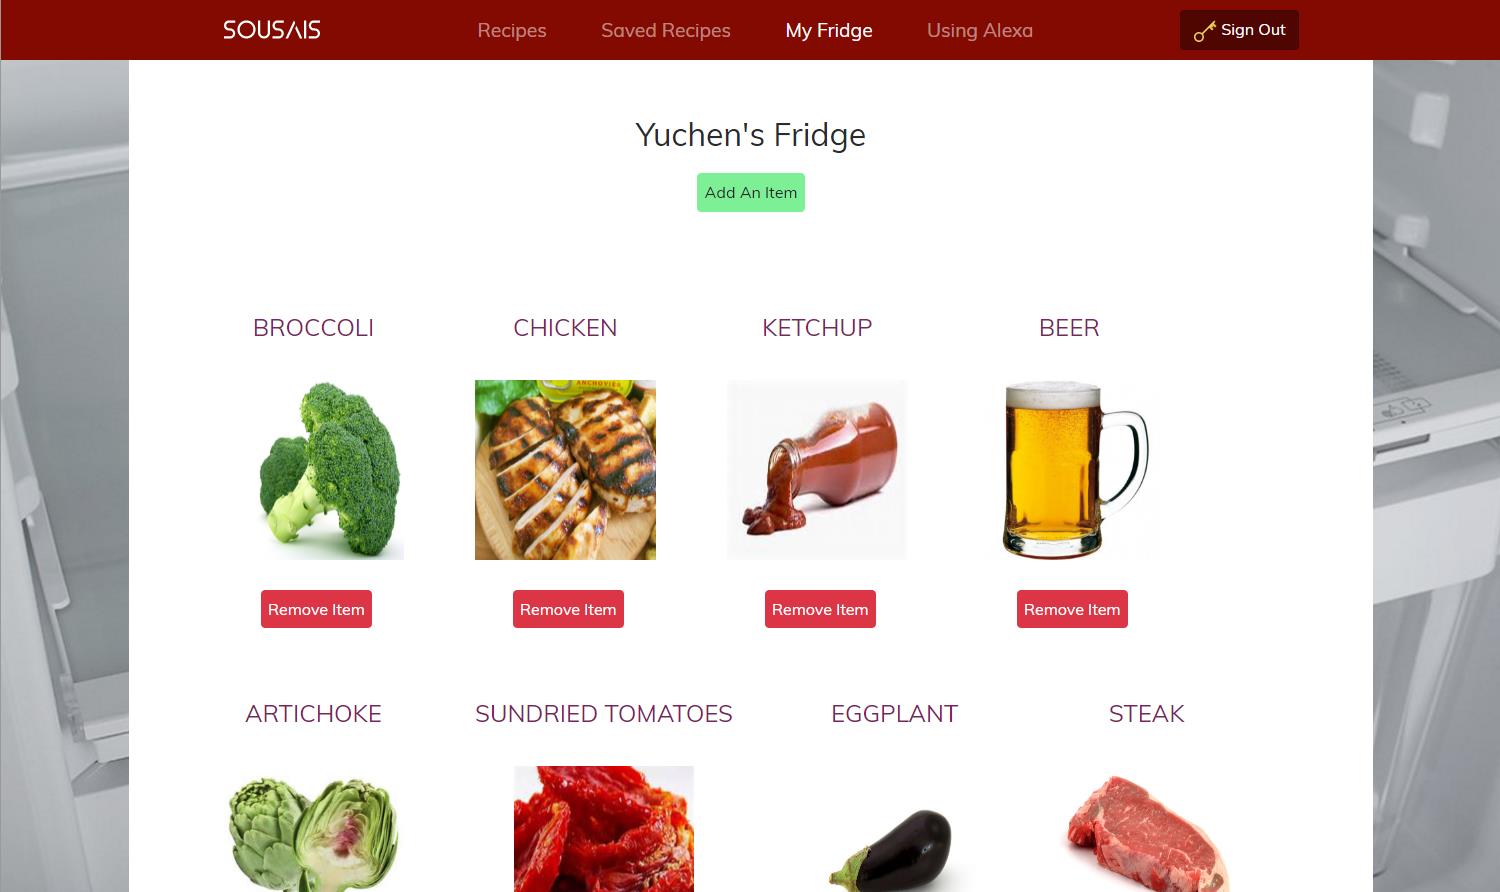 SOUSAIS
Recipes
Saved Recipes
My Fridge
Using Alexa
Sign Out
Yuchen's Fridge
Add An Item
BROCCOLI
CHICKEN
KETCHUP
BEER
ANCHOVIES
Remove Item
Remove Item
Remove Item
Remove Item
ARTICHOKE
SUNDRIED TOMATOES
EGGPLANT
STEAK